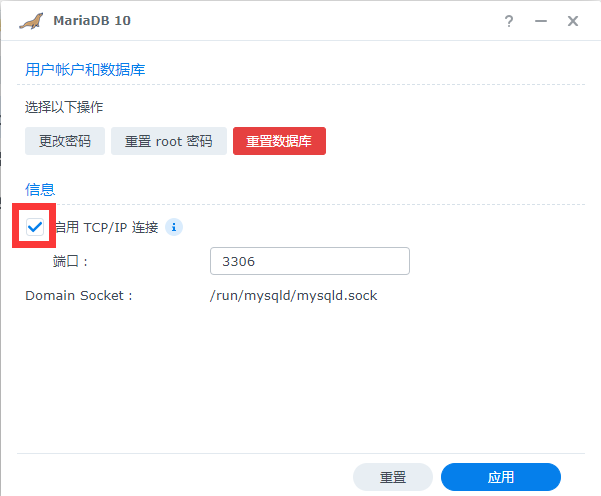 MariaDB 10
用户帐户和数据库
选择以下操作
更改密码 重置 root 密码 重置数据库
信息
启用 TCP/IP 连接
端口：
3306
Domain Socket： /run/mysqld/mysqld.sock
重置 应用